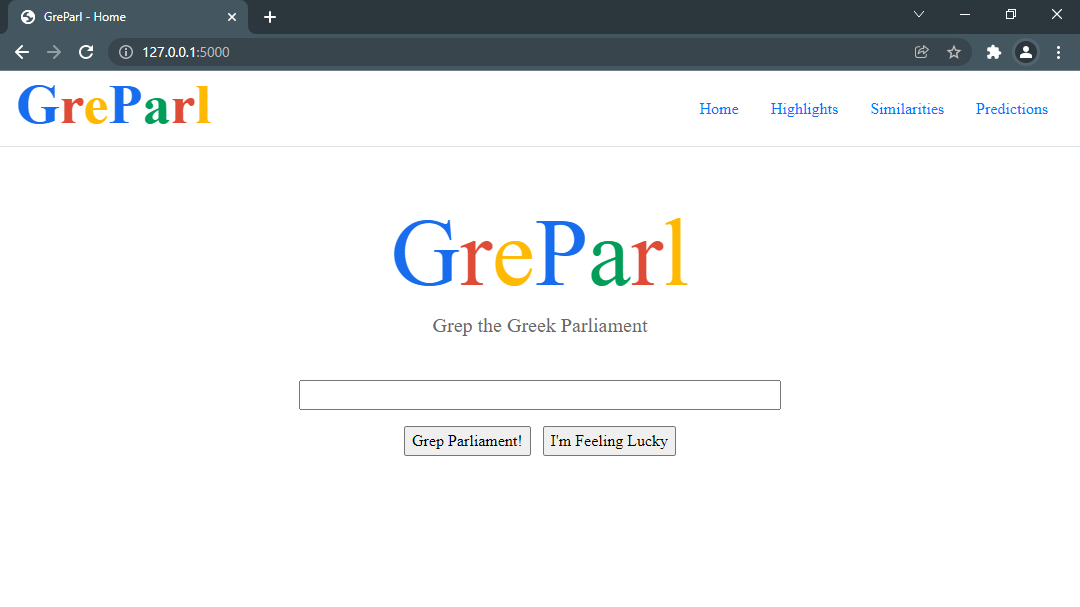 GreParl - Home
127.0.0.1:5000
GreParl
Home Highlights Similarities Predictions
GreParl
Grep the Greek Parliament
Grep Parliament! I'm Feeling Lucky